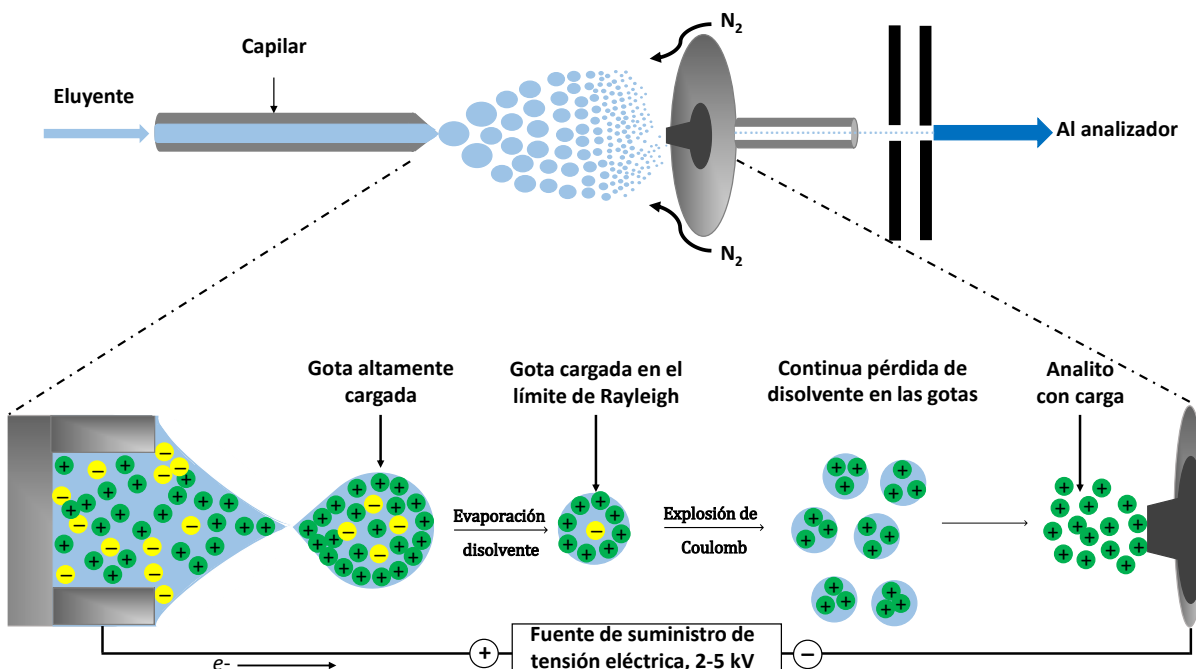 N2
Capilar
Eluyente
Al analizador
N2
Gota altamente
cargada
Gota cargada en el
límite de Rayleigh
Continua pérdida de
disolvente en las gotas
Analito
con carga
Evaporación
disolvente
Explosión de
Coulomb
Fuente de suministro de
tensión eléctrica, 2-5 kV
+
−
e-